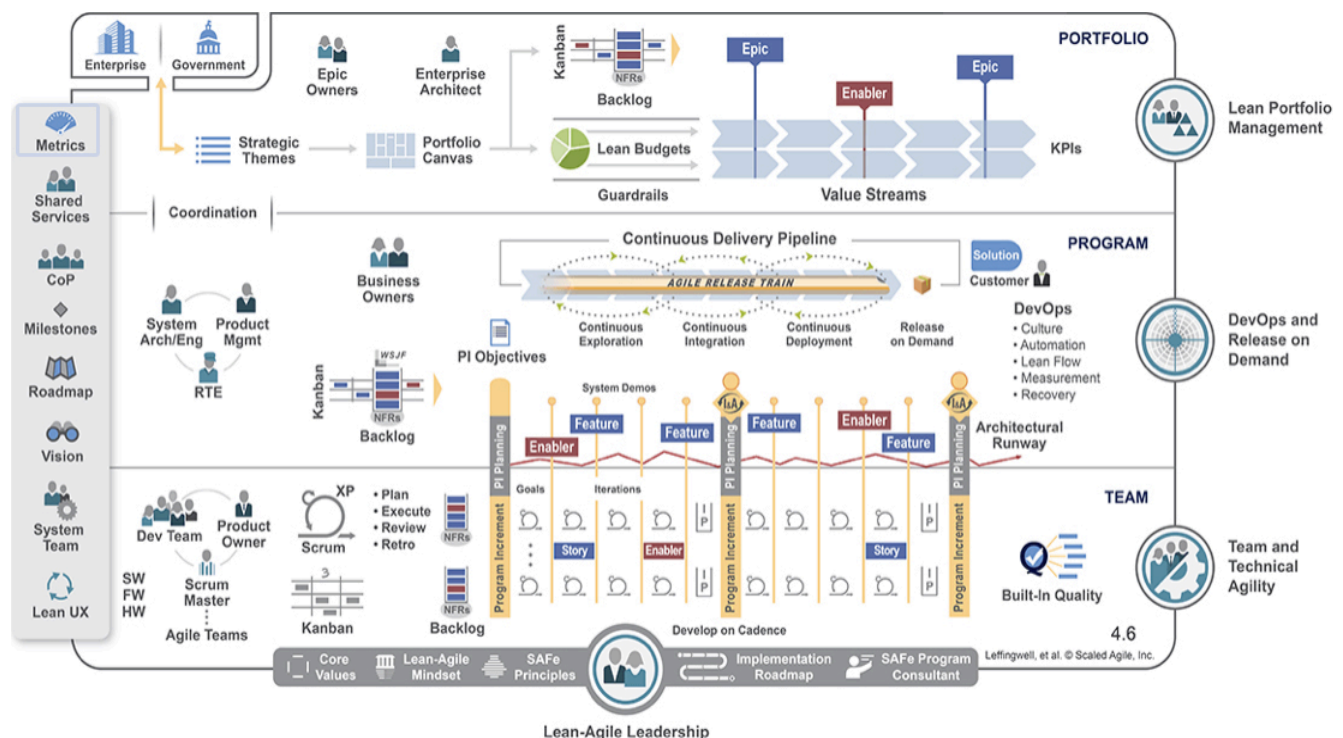 Enterprise
Government
Epic
Owners
Enterprise
Architect
Kanban
NFRs
Backlog
Epic
Enabler
Epic
PORTFOLIO
Lean Portfolio
Management
Strategic
Themes
Portfolio
Canvas
Lean Budgets
Guardrails
Value Streams
KPIs
Metrics
Shared
Services
CoP
Milestones
Roadmap
Vision
System
Team
Lean UX
Coordination
PROGRAM
Business
Owners
Continuous Delivery Pipeline
AGILE RELEASE TRAIN
Continuous
Exploration
Continuous
Integration
Continuous
Deployment
Release
on Demand
Solution
Customer
DevOps
• Culture
• Automation
• Lean Flow
• Measurement
• Recovery
DevOps and
Release on
Demand
System
Arch/Eng
Product
Mgmt
RTE
Kanban
WSJF
NFRs
Backlog
PI Objectives
System Demos
Enabler
Feature
Feature
Feature
Enabler
Feature
I&A
I&A
Architectural
Runway
PI Planning
PI Planning
PI Planning
TEAM
Dev Team
Product
Owner
Scrum
Master
Agile Teams
SW
FW
HW
XP
Scrum
• Plan
• Execute
• Review
• Retro
3
Kanban
NFRs
NFRs
Backlog
Program Increment
Program Increment
Program Increment
Goals
Iterations
Story
Enabler
Story
I P
I P
I P
I P
Develop on Cadence
Built-In Quality
Team and
Technical
Agility
4.6
Leffingwell, et al. © Scaled Agile, Inc.
Core
Values
Lean-Agile
Mindset
SAFe
Principles
Implementation
Roadmap
SAFe Program
Consultant
Lean-Agile Leadership